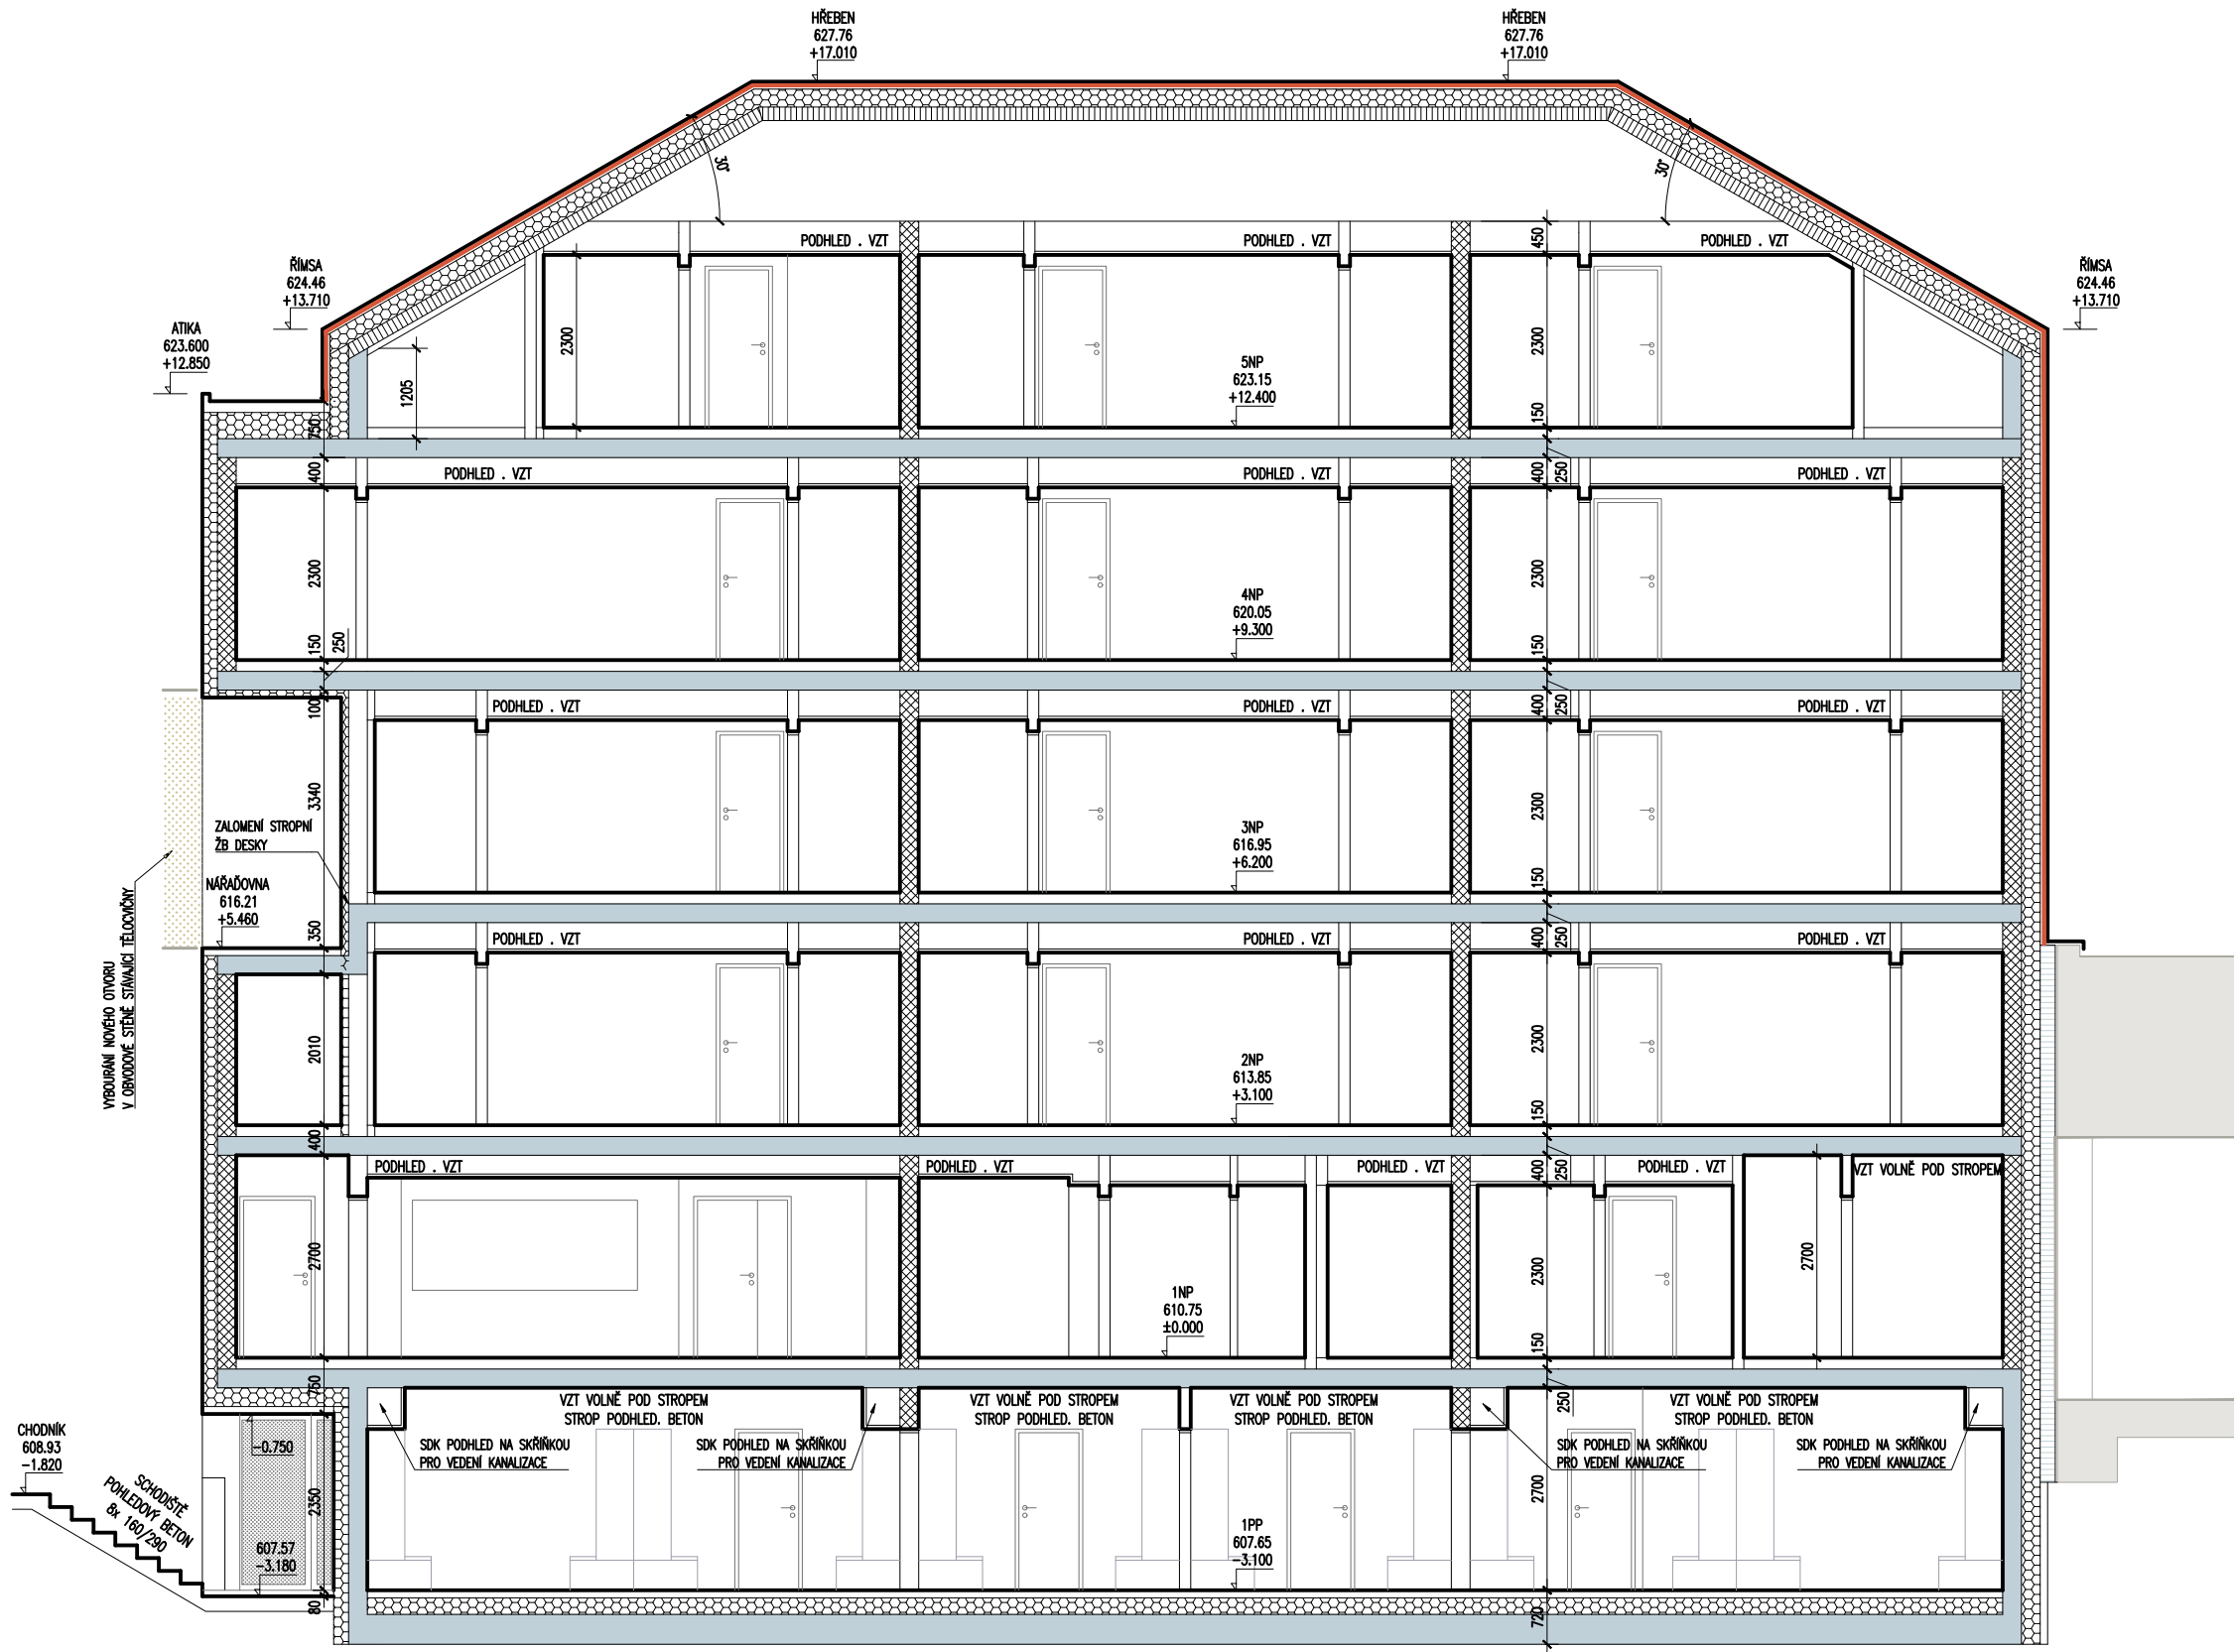 HŘEBEN
627.76
+17.010
HŘEBEN
627.76
+17.010
30°
30°
ŘÍMSA
624.46
+13.710
ŘÍMSA
624.46
+13.710
ATIKA
623.600
+12.850
PODHLED . VZT
PODHLED . VZT
PODHLED . VZT
450
2300
2300
1205
5NP
623.15
+12.400
150
750
400
PODHLED . VZT
PODHLED . VZT
400
250
PODHLED . VZT
2300
2300
4NP
620.05
+9.300
150
250
150
100
PODHLED . VZT
PODHLED . VZT
400
250
PODHLED . VZT
3340
2300
ZALOMENÍ STROPNÍ
ŽB DESKY
3NP
616.95
+6.200
NÁŘAĎOVNA
616.21
+5.460
150
350
VYBOURÁNÍ NOVÉHO OTVORU
V OBVODOVÉ STĚNĚ STÁVAJÍCÍ TĚLOCVIČNY
PODHLED . VZT
PODHLED . VZT
400
250
PODHLED . VZT
2010
2300
2NP
613.85
+3.100
150
400
PODHLED . VZT
PODHLED . VZT
PODHLED . VZT
400
250
PODHLED . VZT
VZT VOLNĚ POD STROPEM
2700
2300
2700
1NP
610.75
±0.000
150
750
250
VZT VOLNĚ POD STROPEM
STROP PODHLED. BETON
VZT VOLNĚ POD STROPEM
STROP PODHLED. BETON
VZT VOLNĚ POD STROPEM
STROP PODHLED. BETON
VZT VOLNĚ POD STROPEM
STROP PODHLED. BETON
SDK PODHLED NA SKŘÍŇKOU
PRO VEDENÍ KANALIZACE
SDK PODHLED NA SKŘÍŇKOU
PRO VEDENÍ KANALIZACE
SDK PODHLED NA SKŘÍŇKOU
PRO VEDENÍ KANALIZACE
SDK PODHLED NA SKŘÍŇKOU
PRO VEDENÍ KANALIZACE
CHODNÍK
608.93
-1.820
-0.750
SCHODIŠTĚ
POHLEDOVÝ BETON
8x 160/290
2350
2700
607.57
-3.180
1PP
607.65
-3.100
80
720